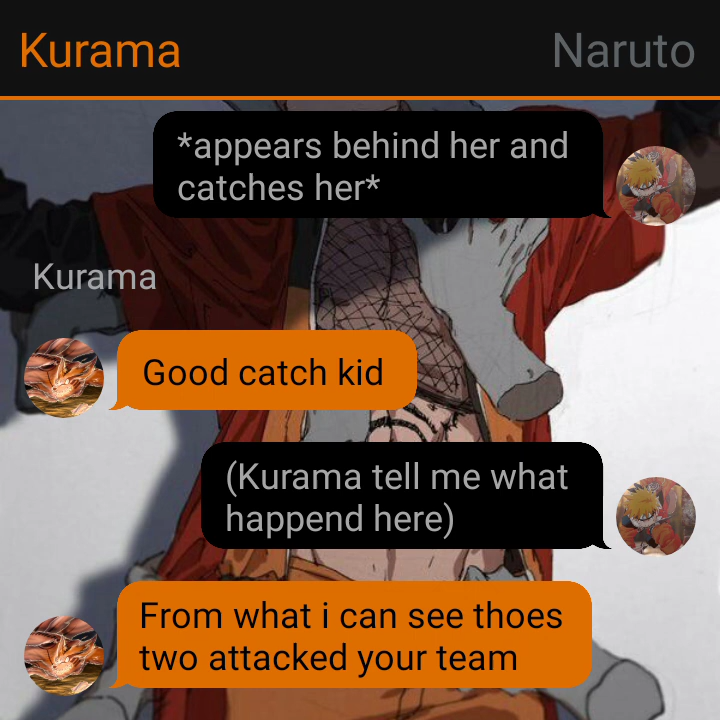 Kurama
Naruto
*appears behind her and
catches her*
Kurama
Good catch kid
(Kurama tell me what
happend here)
From what i can see thoes
two attacked your team